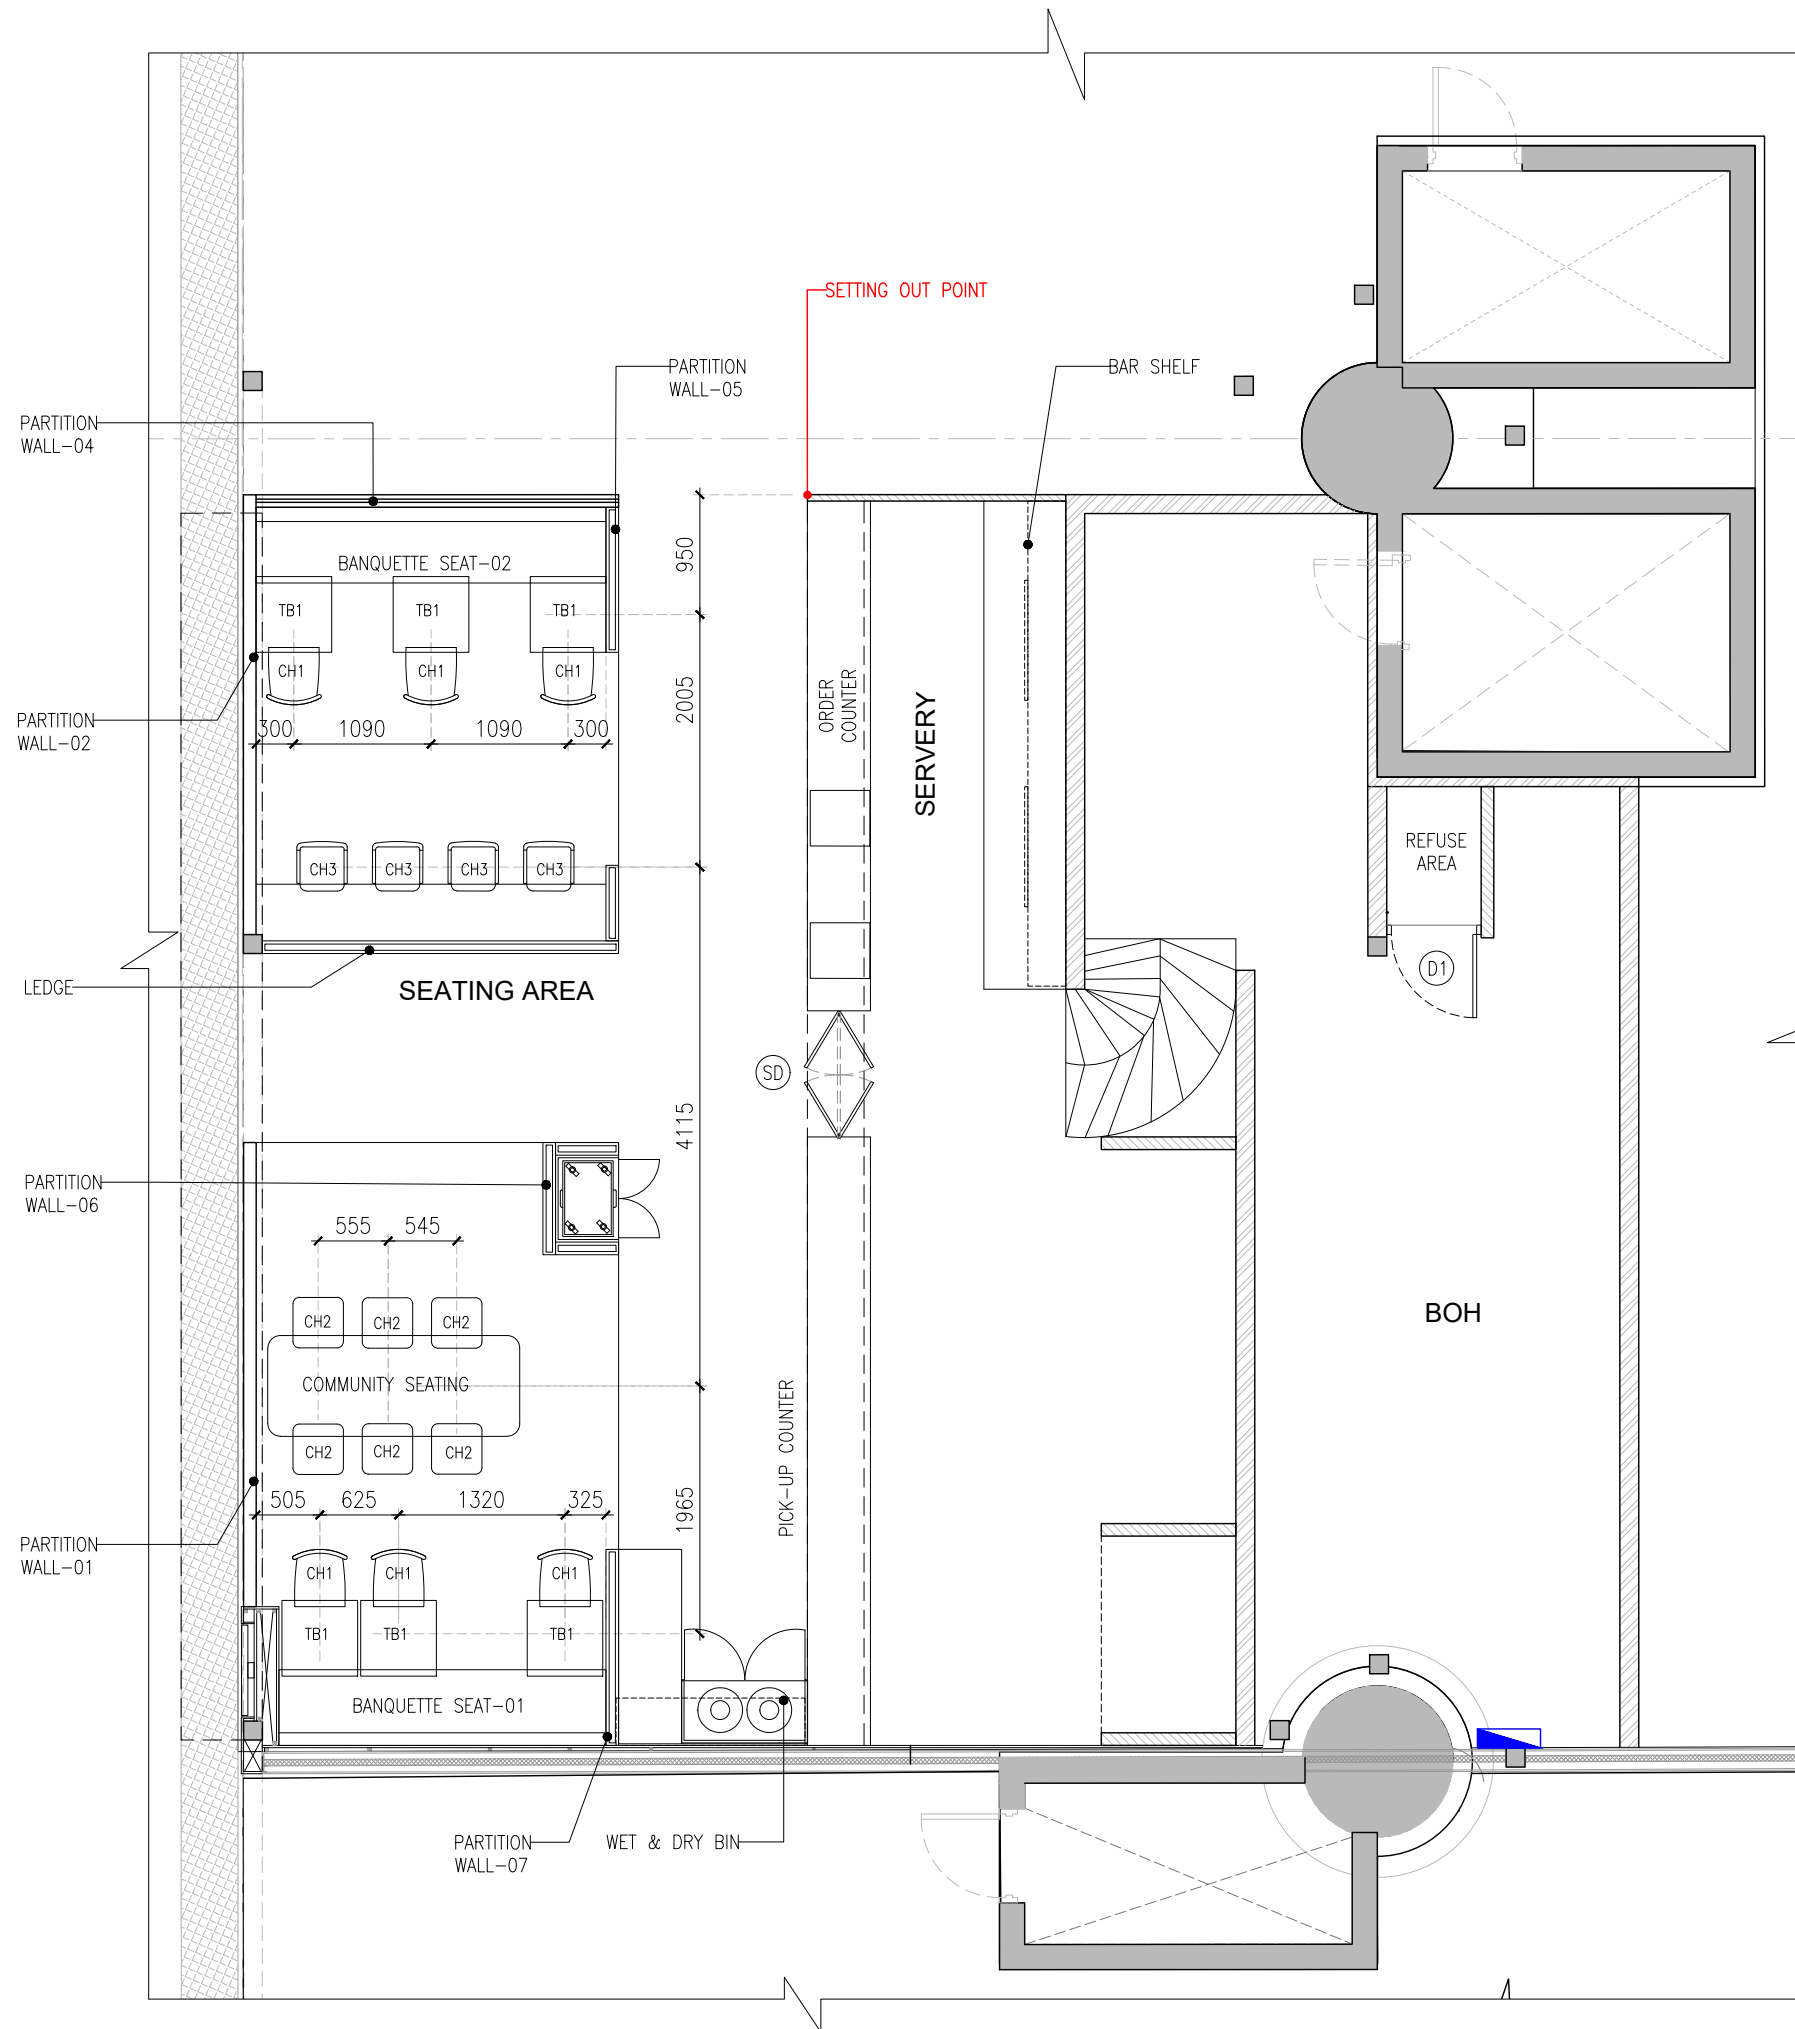 SETTING OUT POINT
PARTITION
WALL-05
BAR SHELF
PARTITION
WALL-04
BANQUETTE SEAT-02
950
TB1
TB1
TB1
CH1
CH1
CH1
2005
ORDER
COUNTER
SERVERY
PARTITION
WALL-02
300
1090
1090
300
REFUSE
AREA
CH3
CH3
CH3
CH3
D1
LEDGE
SEATING AREA
SD
4115
PARTITION
WALL-06
555
545
BOH
CH2
CH2
CH2
COMMUNITY SEATING
PICK-UP COUNTER
CH2
CH2
CH2
505
625
1320
325
1965
PARTITION
WALL-01
CH1
CH1
CH1
TB1
TB1
TB1
BANQUETTE SEAT-01
PARTITION
WALL-07
WET & DRY BIN